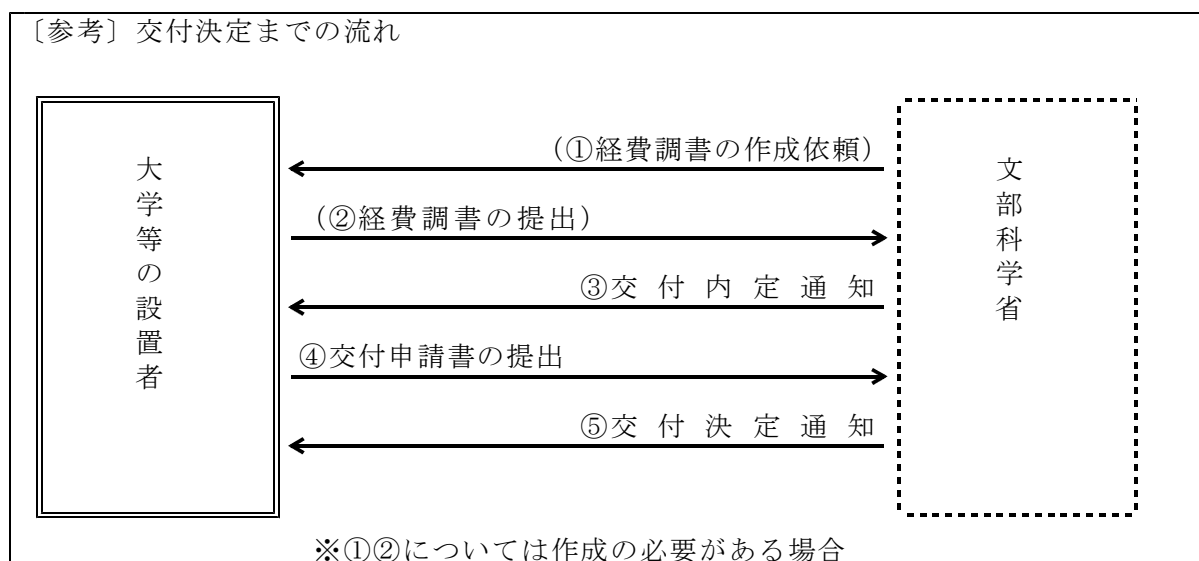 〔参考〕交付決定までの流れ
大学等の設置者
(①経費調書の作成依頼)
(②経費調書の提出)
③交付内定通知
④交付申請書の提出
⑤交付決定通知
文部科学省
※①②については作成の必要がある場合